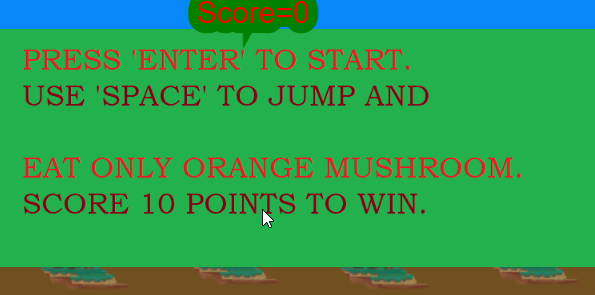 Score=0
PRESS 'ENTER' TO START.
USE 'SPACE' TO JUMP AND
EAT ONLY ORANGE MUSHROOM.
SCORE 10 POINTS TO WIN.